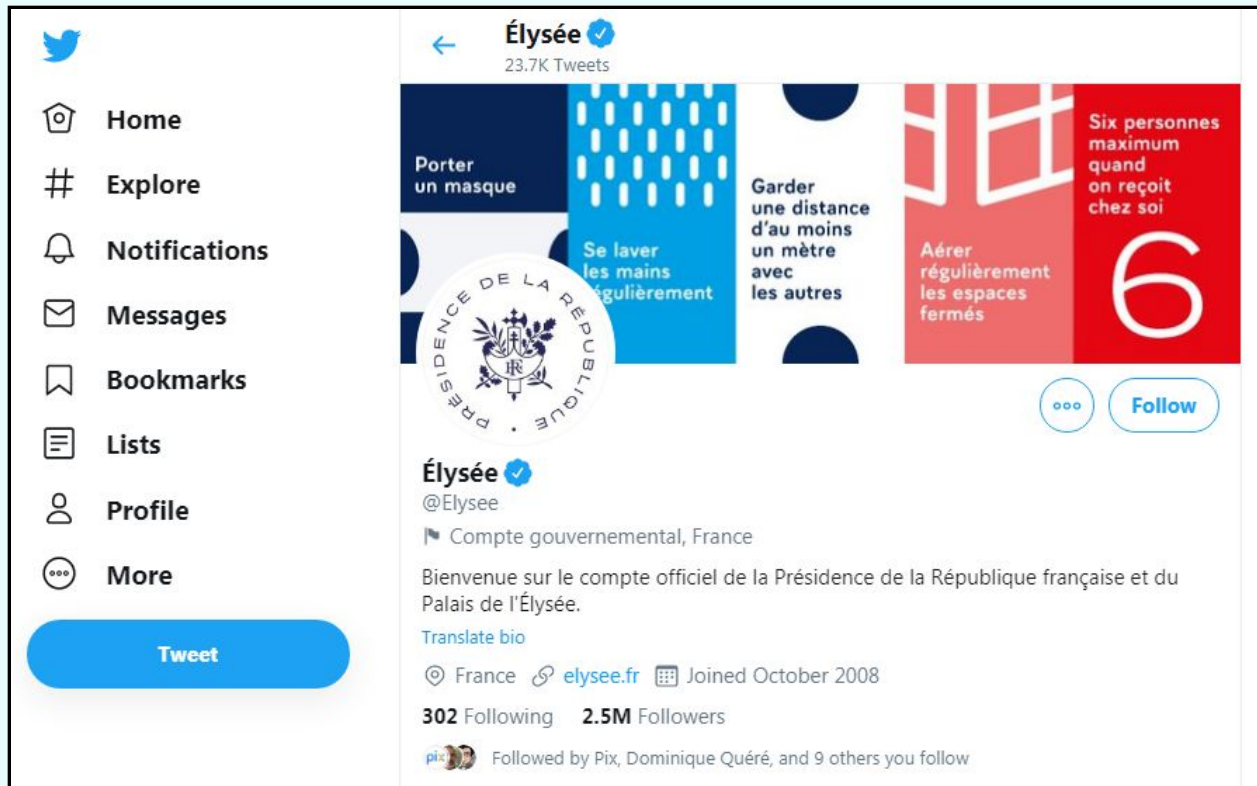 Élysée
23.7K Tweets
Home
Explore
Notifications
Messages
Bookmarks
Lists
Profile
More
Tweet
Porter
un masque
Se laver
les mains
régulièrement
Garder
une distance
d'au moins
un mètre
avec
les autres
Aérer
régulièrement
les espaces
fermés
Six personnes
maximum
quand
on reçoit
chez soi
6
PRÉSIDENCE DE LA RÉPUBLIQUE
RF
Follow
Élysée
@Elysee
Compte gouvernemental, France
Bienvenue sur le compte officiel de la Présidence de la République française et du
Palais de l'Élysée.
Translate bio
France elysee.fr Joined October 2008
302 Following 2.5M Followers
pix Followed by Pix, Dominique Quéré, and 9 others you follow